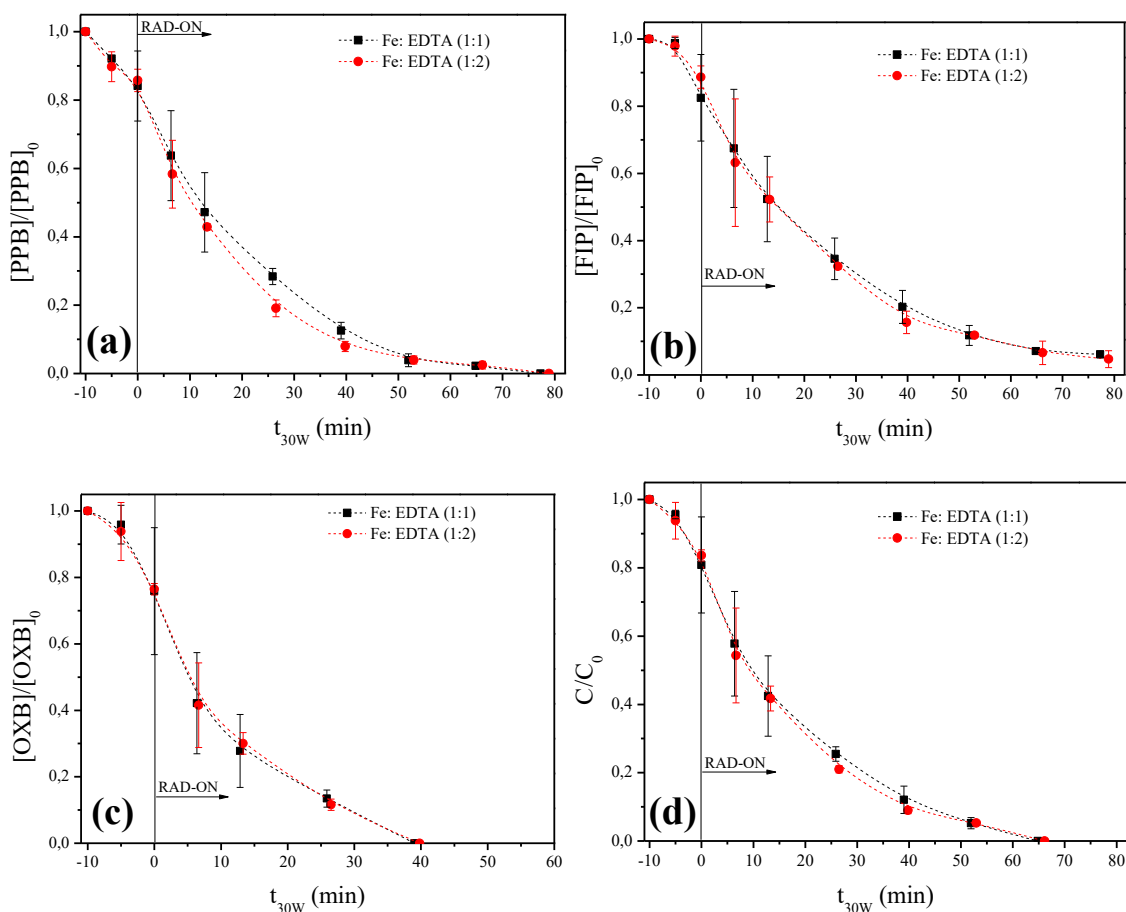 RAD-ON
Fe: EDTA (1:1)
Fe: EDTA (1:2)
1,0
0,8
0,6
0,4
0,2
0,0
[PPB]/[PPB]0
(a)
-10 0 10 20 30 40 50 60 70 80
t30W (min)
Fe: EDTA (1:1)
Fe: EDTA (1:2)
1,0
0,8
0,6
0,4
0,2
0,0
[FIP]/[FIP]0
RAD-ON
(b)
-10 0 10 20 30 40 50 60 70 80
t30W (min)
Fe: EDTA (1:1)
Fe: EDTA (1:2)
1,0
0,8
0,6
0,4
0,2
0,0
[OXB]/[OXB]0
RAD-ON
(c)
-10 0 10 20 30 40 50 60
t30W (min)
Fe: EDTA (1:1)
Fe: EDTA (1:2)
1,0
0,8
0,6
0,4
0,2
0,0
C/C0
RAD-ON
(d)
-10 0 10 20 30 40 50 60 70 80
t30W (min)